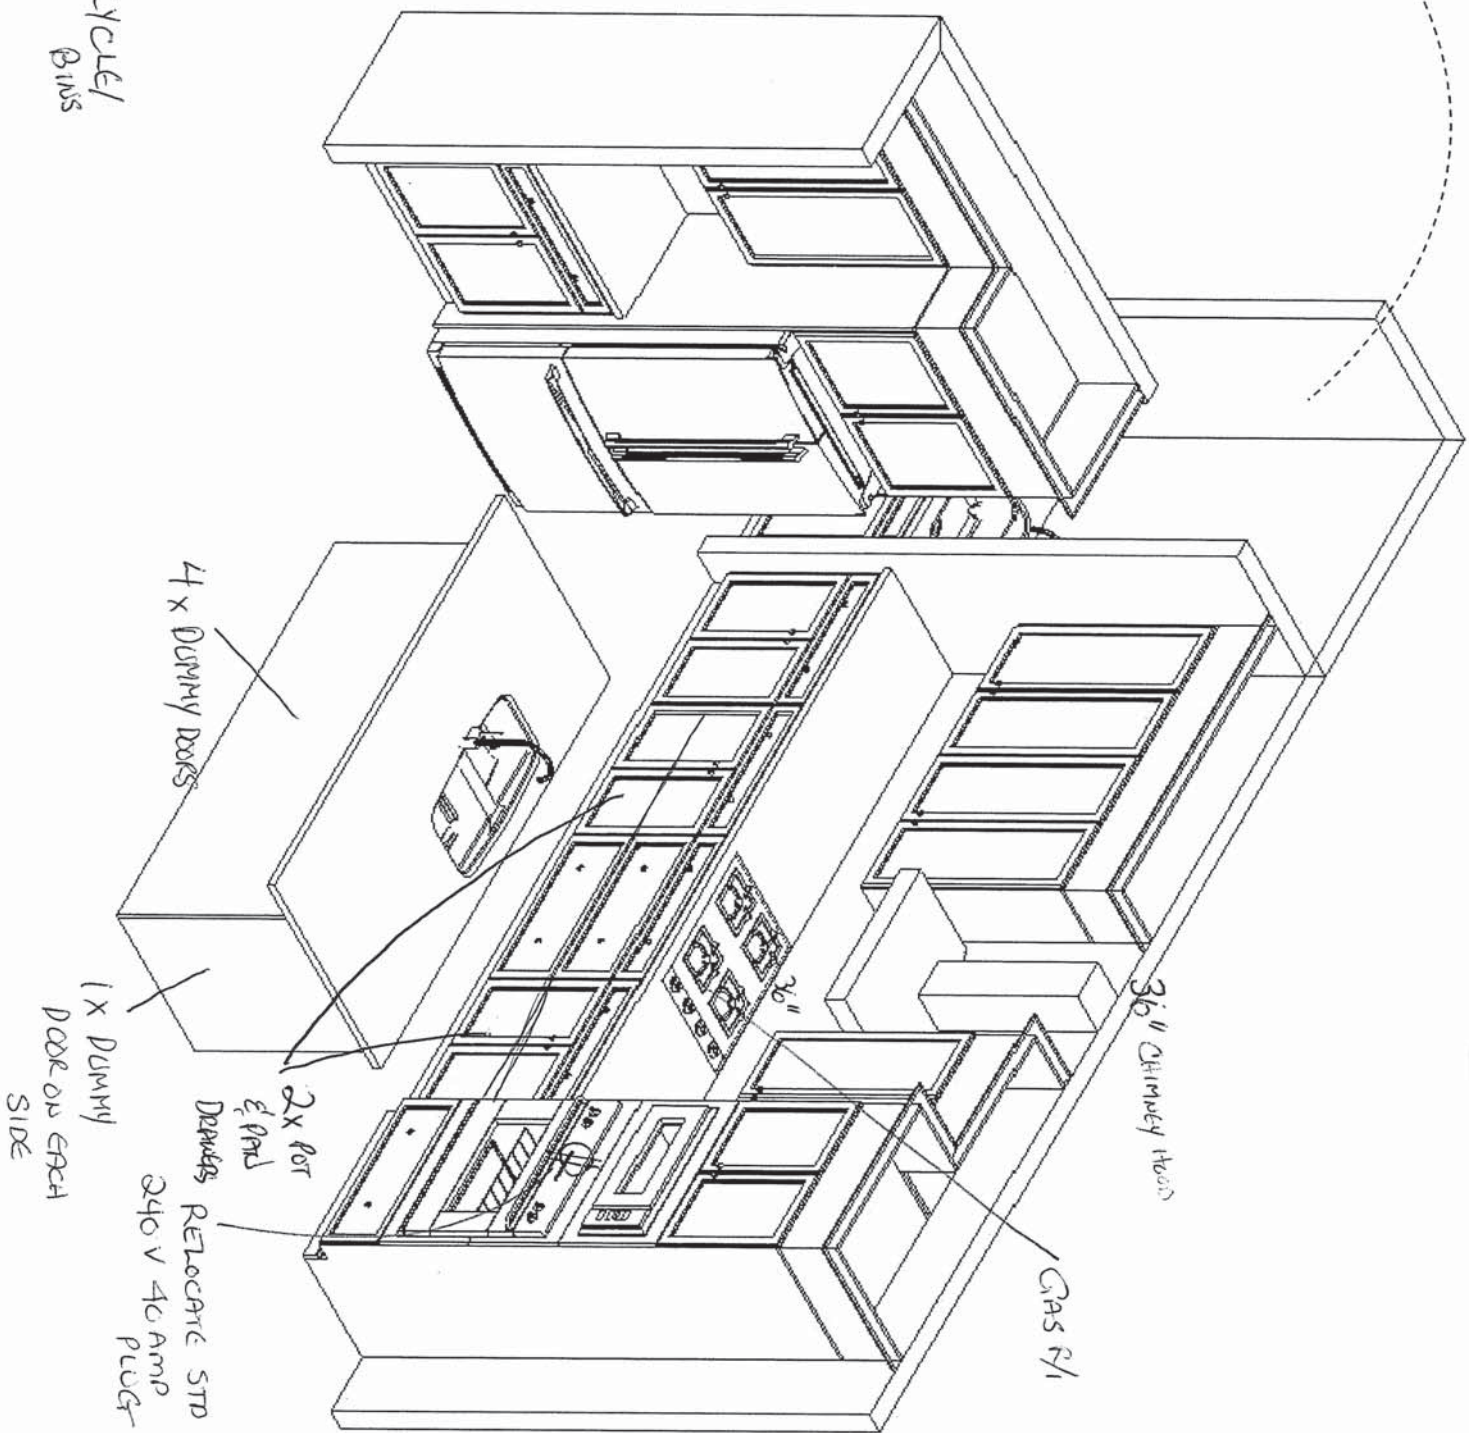 YCLE/
BINS
4 x DUMMY DOORS
1 x DUMMY
DOOR ON EACH
SIDE
2x POT
& PAN
DRAWERS
RELOCATE STD
240 V 40 AMP
PLUG
36"
36" CHIMNEY HOOD
GAS R/I